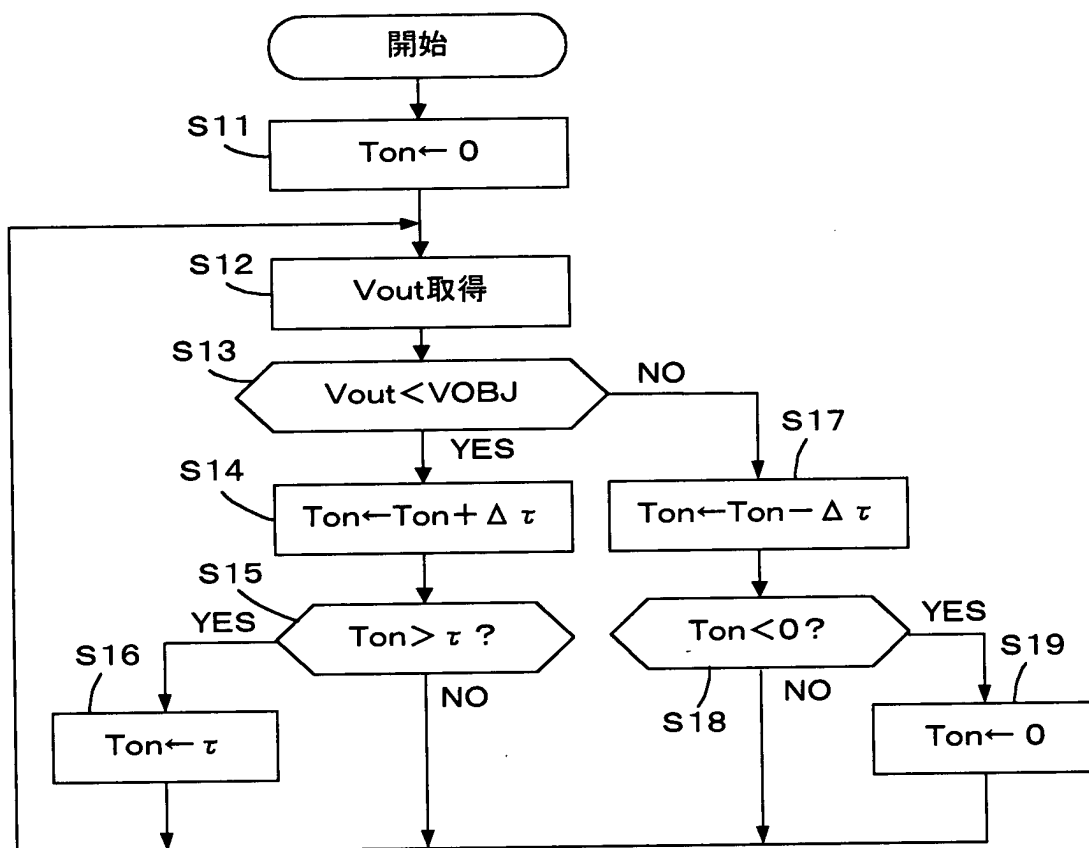 開始
S11
Ton← 0
S12
Vout取得
S13
Vout<VOBJ
NO
YES
S17
S14
Ton←Ton+Δτ
Ton←Ton-Δτ
S15
YES
Ton>τ?
NO
Ton<0?
YES
S16
S19
S18
NO
Ton←τ
Ton← 0